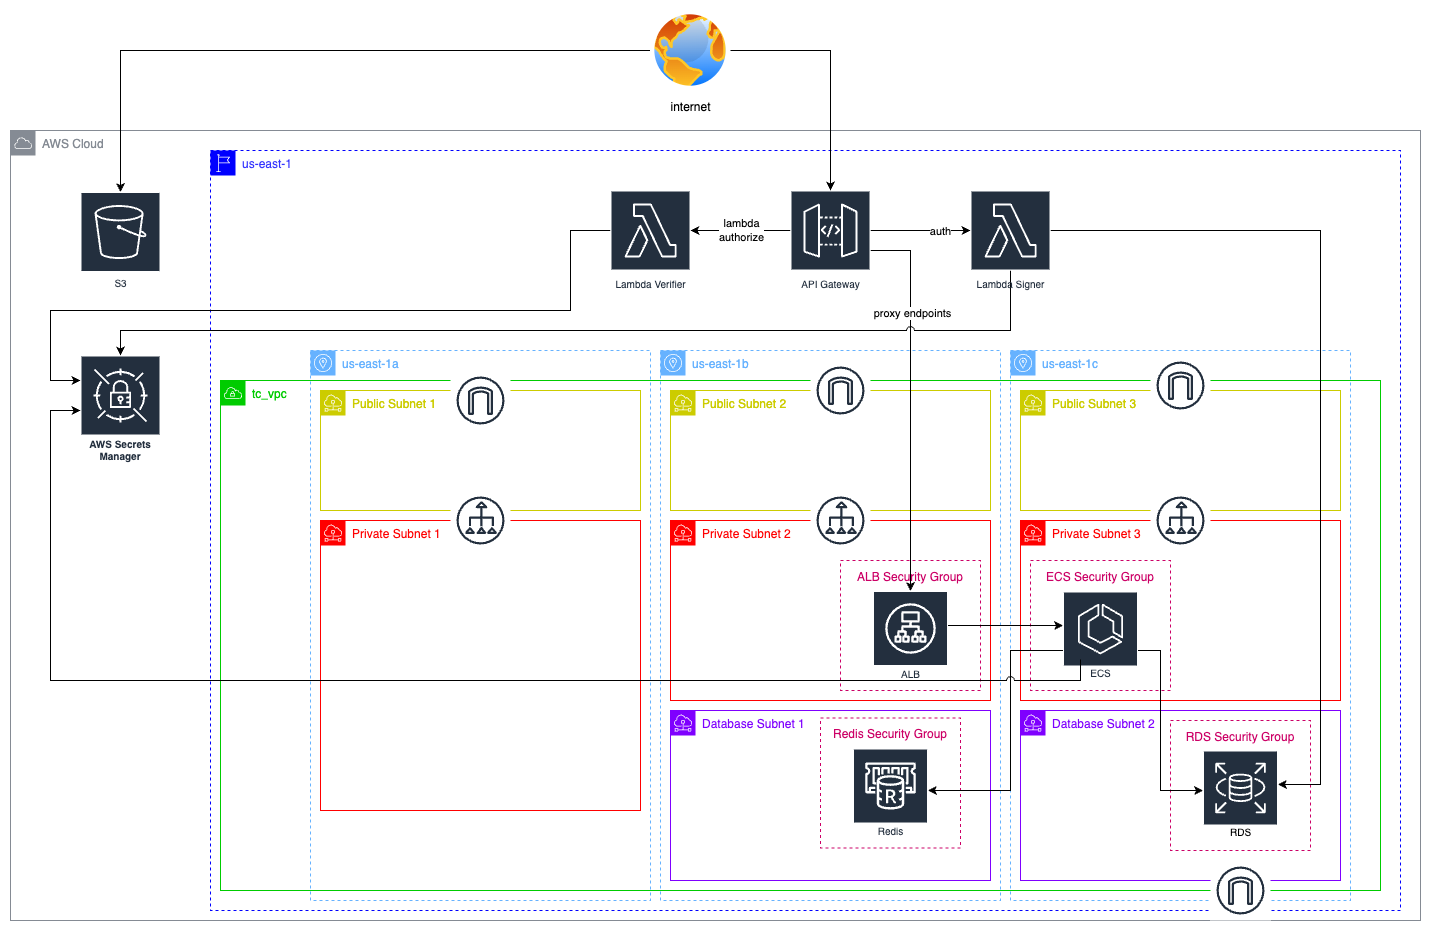 internet
AWS Cloud
us-east-1
S3
Lambda Verifier
lambda
authorize
API Gateway
auth
Lambda Signer
proxy endpoints
AWS Secrets
Manager
us-east-1a
us-east-1b
us-east-1c
tc_vpc
Public Subnet 1
Public Subnet 2
Public Subnet 3
Private Subnet 1
Private Subnet 2
Private Subnet 3
ALB Security Group
ECS Security Group
ALB
ECS
Database Subnet 1
Database Subnet 2
Redis Security Group
RDS Security Group
R
Redis
RDS